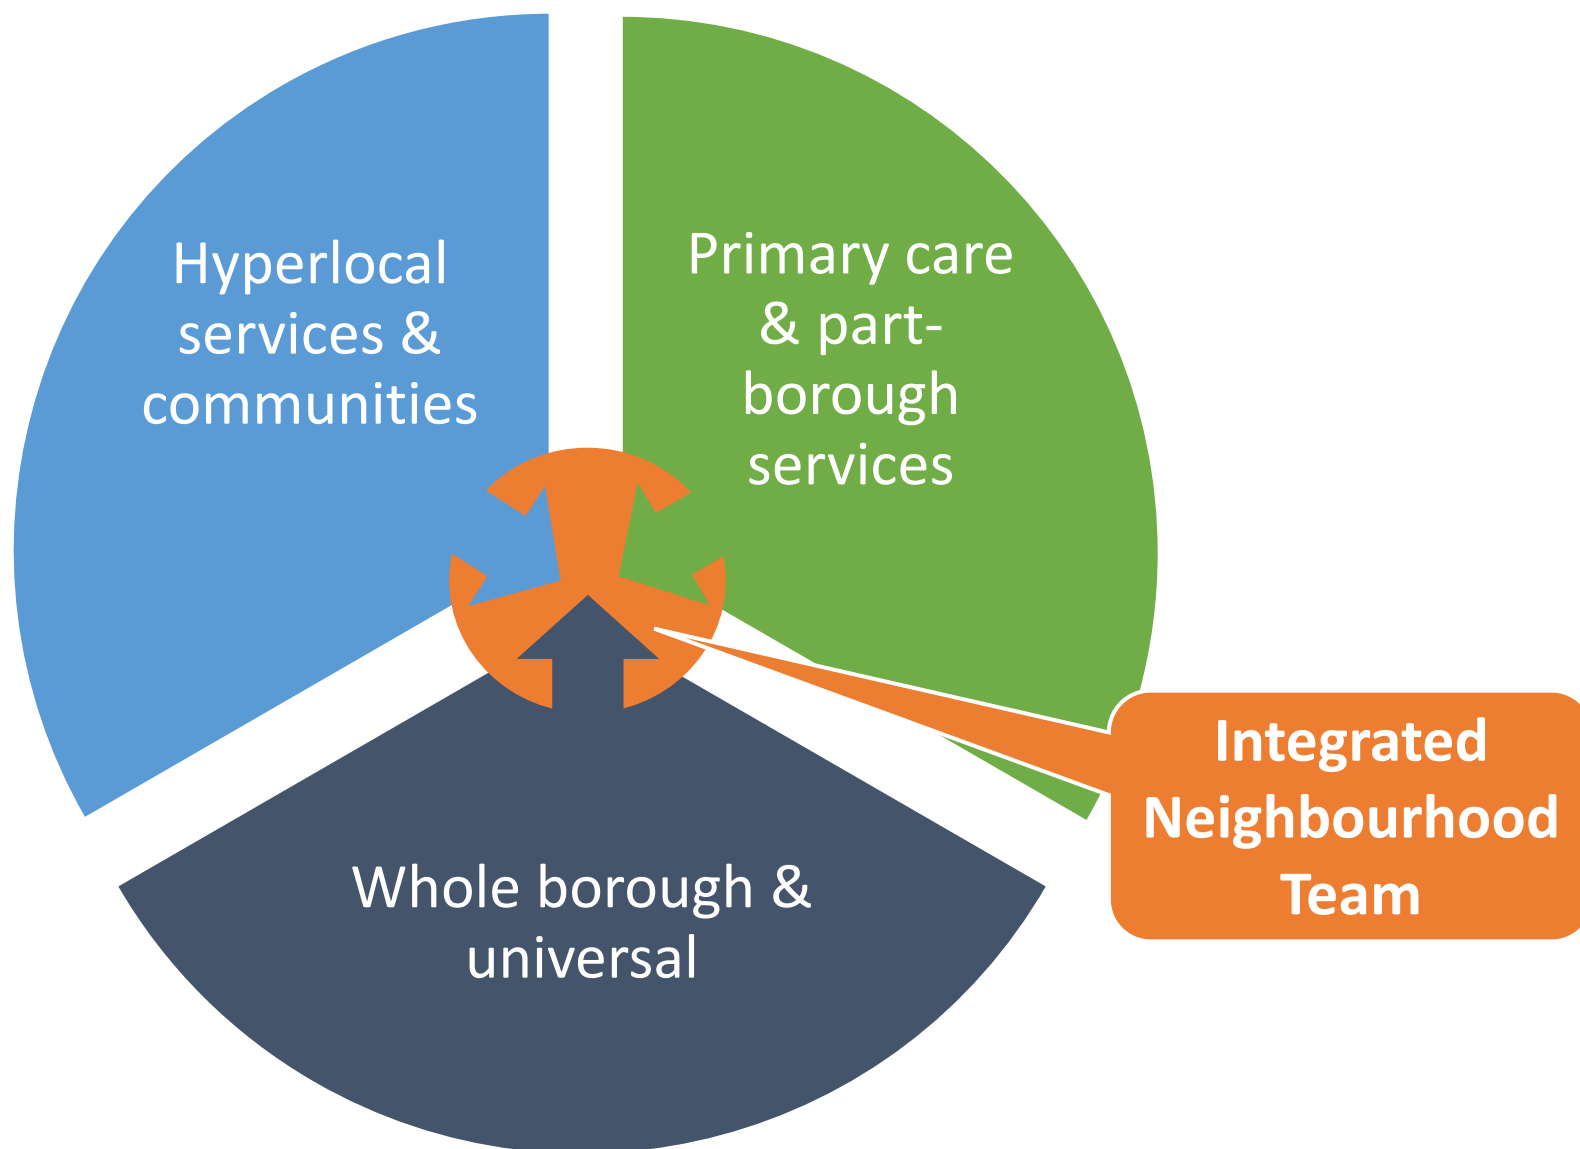 Hyperlocal
services &
communities
Primary care
& part-
borough
services
Whole borough &
universal
Integrated
Neighbourhood
Team